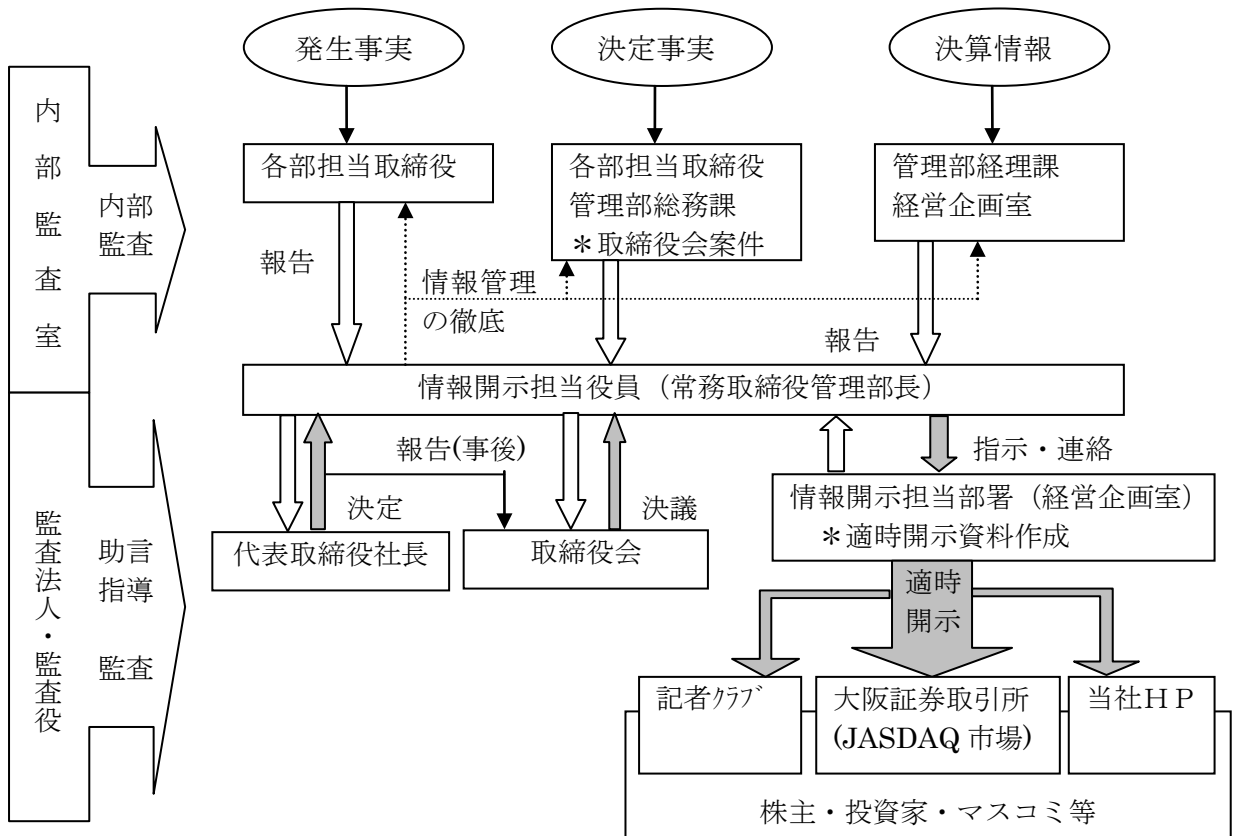 発生事実
決定事実
決算情報
内部監査室
内部
監査
各部担当取締役
各部担当取締役
管理部総務課
＊取締役会案件
管理部経理課
経営企画室
報告
情報管理
の徹底
報告
情報開示担当役員（常務取締役管理部長）
報告(事後)
決定
決議
指示・連絡
代表取締役社長
取締役会
情報開示担当部署（経営企画室）
＊適時開示資料作成
監査法人・監査役
助言
指導
監査
適時
開示
記者ｸﾗﾌﾞ
大阪証券取引所
(JASDAQ 市場)
当社ＨＰ
株主・投資家・マスコミ等